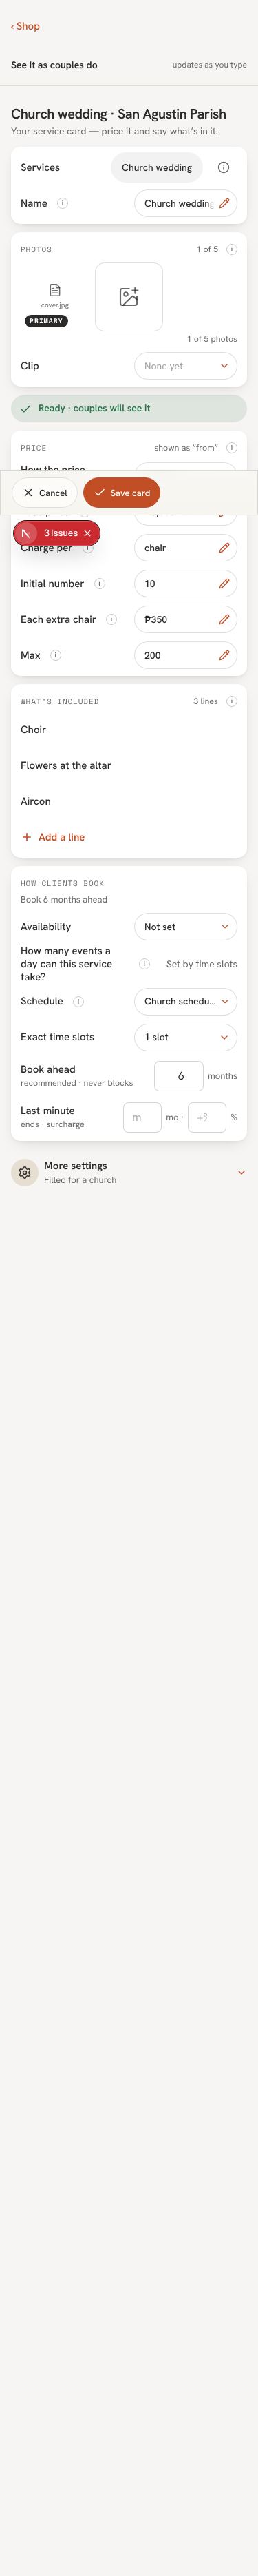 ‹ Shop
See it as couples do
updates as you type
Church wedding · San Agustin Parish
Your service card — price it and say what's in it.
Services
Church wedding
Name
Church wedding
PHOTOS
1 of 5
cover.jpg
PRIMARY
1 of 5 photos
Clip
None yet
Ready · couples will see it
PRICE
shown as “from”
How the price
Cancel
Save card
3 Issues
Charge per
chair
Initial number
10
Each extra chair
₱350
Max
200
WHAT'S INCLUDED
3 lines
Choir
Flowers at the altar
Aircon
Add a line
HOW CLIENTS BOOK
Book 6 months ahead
Availability
Not set
How many events a
day can this service
take?
Set by time slots
Schedule
Church schedu...
Exact time slots
1 slot
Book ahead
recommended · never blocks
6
months
Last-minute
ends · surcharge
mo ·
%
More settings
Filled for a church